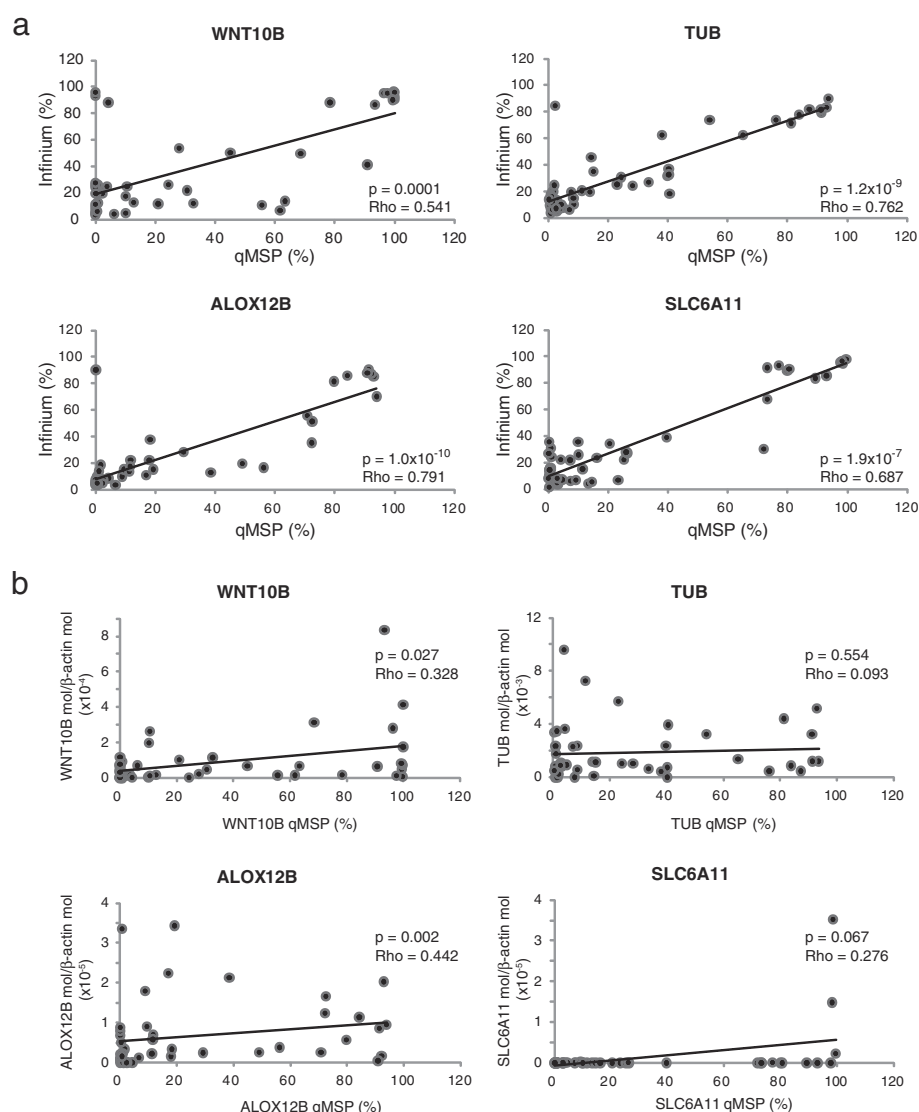 a
WNT10B
Infinium (%)
120
100
80
60
40
20
0
0 20 40 60 80 100 120
qMSP (%)
p = 0.0001
Rho = 0.541
TUB
Infinium (%)
120
100
80
60
40
20
0
0 20 40 60 80 100 120
qMSP (%)
p = 1.2x10⁻⁹
Rho = 0.762
ALOX12B
Infinium (%)
120
100
80
60
40
20
0
0 20 40 60 80 100 120
qMSP (%)
p = 1.0x10⁻¹⁰
Rho = 0.791
SLC6A11
Infinium (%)
120
100
80
60
40
20
0
0 20 40 60 80 100 120
qMSP (%)
p = 1.9x10⁻⁷
Rho = 0.687
b
WNT10B
WNT10B mol/β-actin mol
(x10⁻⁴)
8
6
4
2
0
0 20 40 60 80 100 120
WNT10B qMSP (%)
p = 0.027
Rho = 0.328
TUB
TUB mol/β-actin mol
(x10⁻³)
12
8
4
0
0 20 40 60 80 100 120
TUB qMSP (%)
p = 0.554
Rho = 0.093
ALOX12B
ALOX12B mol/β-actin mol
(x10⁻⁵)
4
3
2
1
0
0 20 40 60 80 100 120
ALOX12B qMSP (%)
p = 0.002
Rho = 0.442
SLC6A11
SLC6A11 mol/β-actin mol
(x10⁻⁵)
4
3
2
1
0
0 20 40 60 80 100 120
SLC6A11 qMSP (%)
p = 0.067
Rho = 0.276